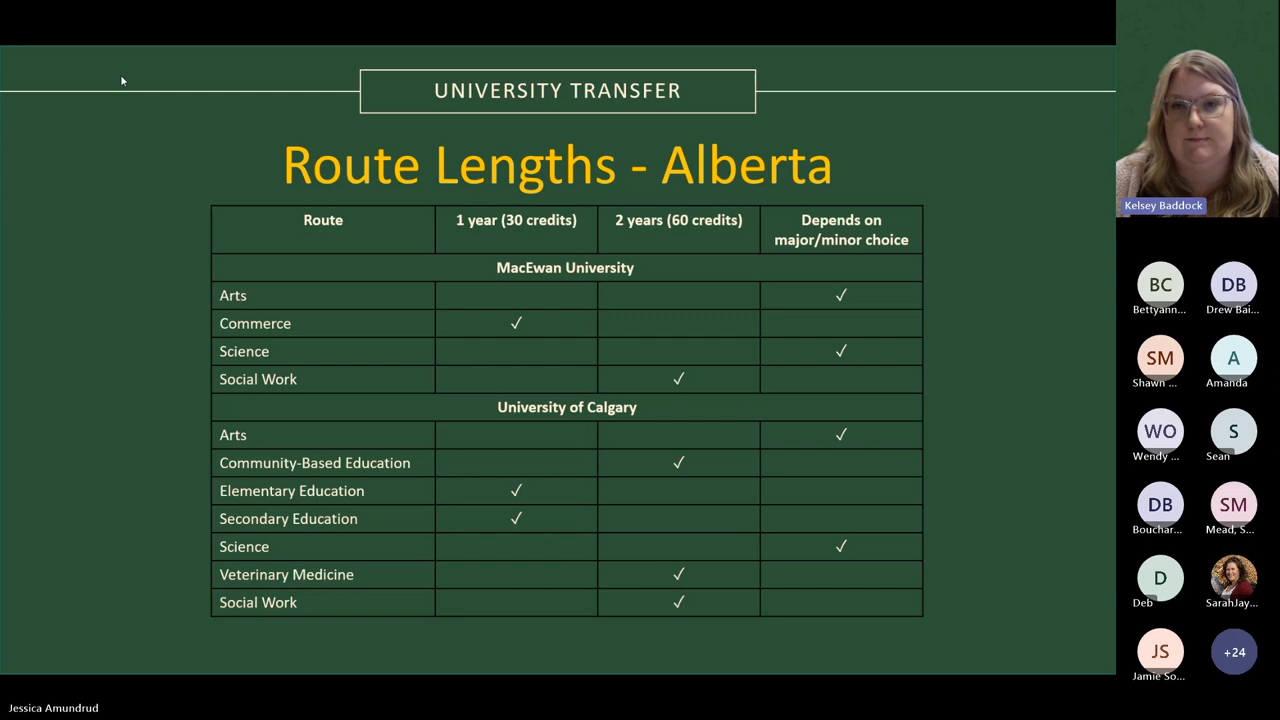 UNIVERSITY TRANSFER
Route Lengths - Alberta
Route 1 year (30 credits) 2 years (60 credits) Depends on major/minor choice
MacEwan University
Arts ✓
Commerce ✓
Science ✓
Social Work ✓
University of Calgary
Arts ✓
Community-Based Education ✓
Elementary Education ✓
Secondary Education ✓
Science ✓
Veterinary Medicine ✓
Social Work ✓
Kelsey Baddock
BC DB
Bettyann... Drew Bai...
SM A
Shawn ... Amanda
WO S
Wendy ... Sean
DB SM
Bouchar... Mead, S...
D
Deb SarahJay...
JS +24
Jamie So...
Jessica Amundrud